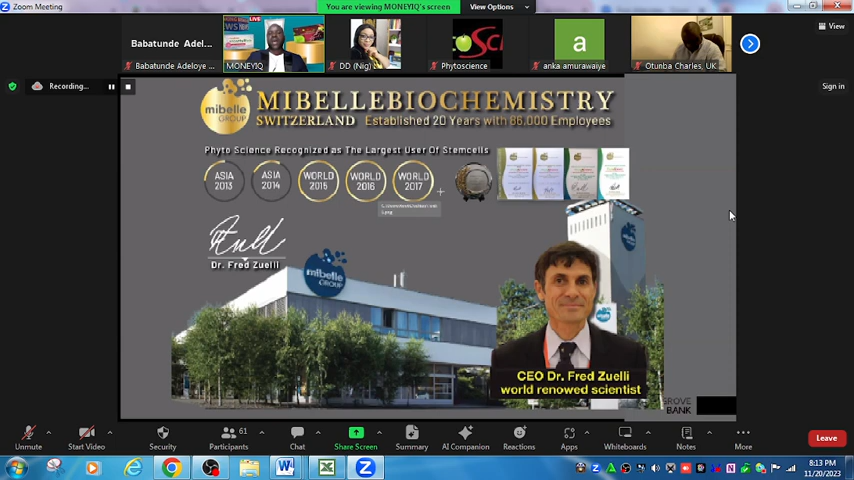 Zoom Meeting
You are viewing MONEYIQ's screen
View Options
Babatunde Adel...
Babatunde Adeloye
LIVE
MONEYIQ
DD (Nig)
Phytoscience
a
anka amurawaiye
Otunba Charles, UK
View
Recording...
Sign in
mibelle
GROUP
MIBELLEBIOCHEMISTRY
SWITZERLAND Established 20 Years with 86,000 Employees
Phyto Science Recognized as The Largest User Of Stemcells
ASIA
2013
ASIA
2014
WORLD
2015
WORLD
2016
WORLD
2017
Dr. Fred Zuelli
mibelle
GROUP
CEO Dr. Fred Zuelli
world renowed scientist
GROVE
BANK
Unmute
Start Video
Security
Participants
61
Chat
Share Screen
Summary
AI Companion
Reactions
Apps
Whiteboards
Notes
More
Leave
8:13 PM
11/20/2023